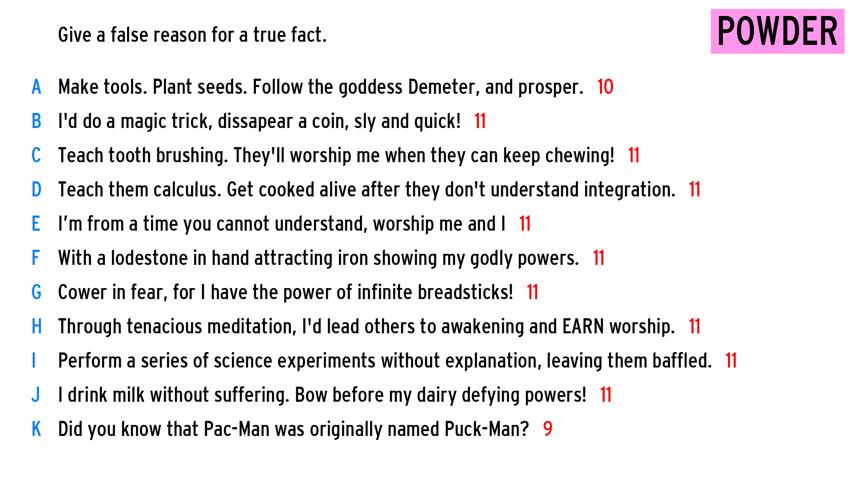 Give a false reason for a true fact.
POWDER
A Make tools. Plant seeds. Follow the goddess Demeter, and prosper. 10
B I'd do a magic trick, dissapear a coin, sly and quick! 11
C Teach tooth brushing. They'll worship me when they can keep chewing! 11
D Teach them calculus. Get cooked alive after they don't understand integration. 11
E I’m from a time you cannot understand, worship me and I 11
F With a lodestone in hand attracting iron showing my godly powers. 11
G Cower in fear, for I have the power of infinite breadsticks! 11
H Through tenacious meditation, I'd lead others to awakening and EARN worship. 11
I Perform a series of science experiments without explanation, leaving them baffled. 11
J I drink milk without suffering. Bow before my dairy defying powers! 11
K Did you know that Pac-Man was originally named Puck-Man? 9